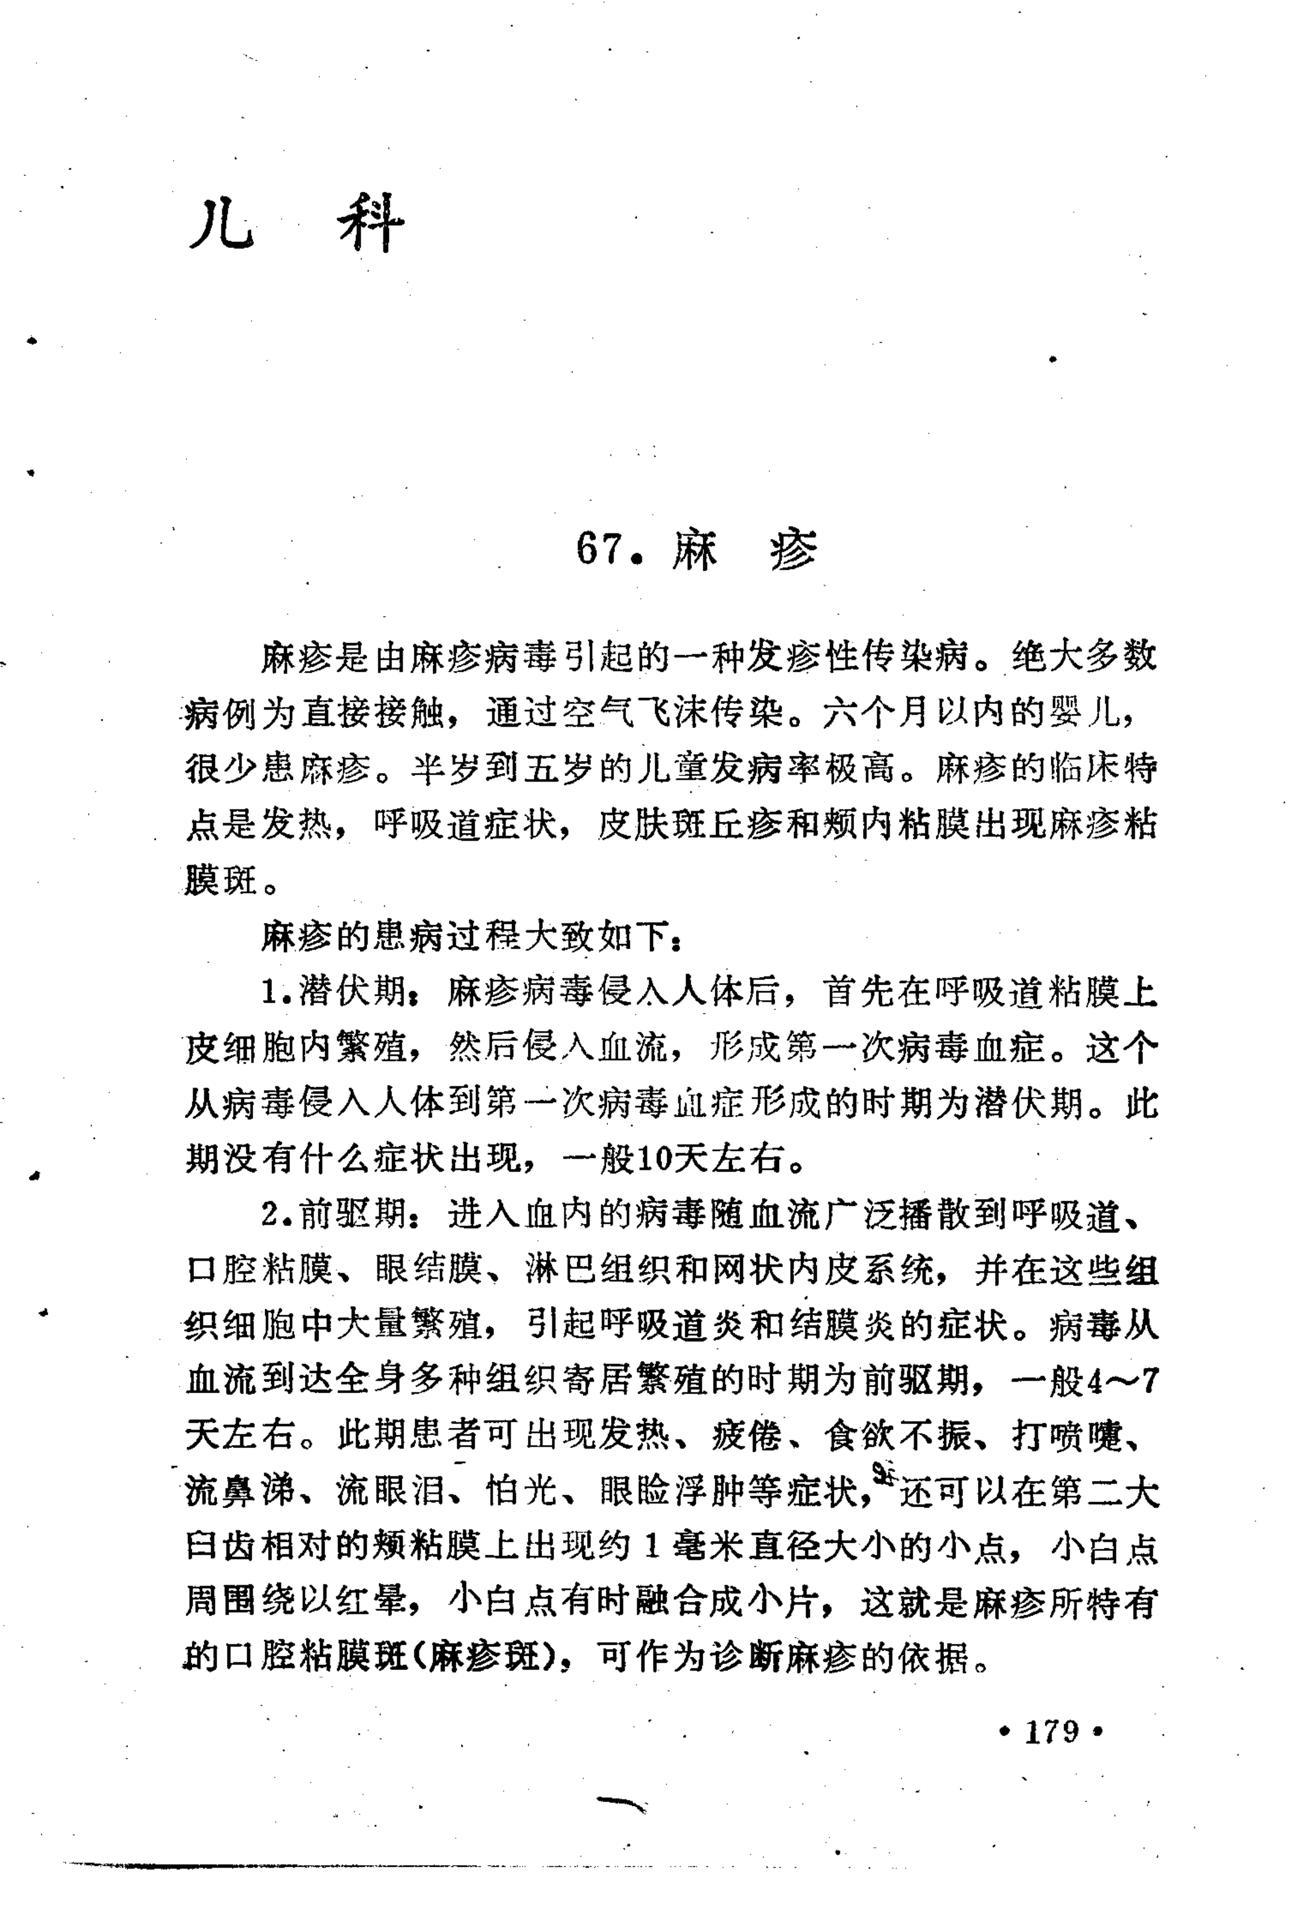 儿 科
67. 麻 疹
麻疹是由麻疹病毒引起的一种发疹性传染病。绝大多数
病例为直接接触，通过空气飞沫传染。六个月以内的婴儿，
很少患麻疹。半岁到五岁的儿童发病率极高。麻疹的临床特
点是发热，呼吸道症状，皮肤斑丘疹和颊内粘膜出现麻疹粘
膜斑。
麻疹的患病过程大致如下：
1.潜伏期：麻疹病毒侵入人体后，首先在呼吸道粘膜上
皮细胞内繁殖，然后侵入血流，形成第一次病毒血症。这个
从病毒侵入人体到第一次病毒血症形成的时期为潜伏期。此
期没有什么症状出现，一般10天左右。
2.前驱期：进入血内的病毒随血流广泛播散到呼吸道、
口腔粘膜、眼结膜、淋巴组织和网状内皮系统，并在这些组
织细胞中大量繁殖，引起呼吸道炎和结膜炎的症状。病毒从
血流到达全身多种组织寄居繁殖的时期为前驱期，一般4～7
天左右。此期患者可出现发热、疲倦、食欲不振、打喷嚏、
流鼻涕、流眼泪、怕光、眼睑浮肿等症状，还可以在第二大
臼齿相对的颊粘膜上出现约1毫米直径大小的小点，小白点
周围绕以红晕，小白点有时融合成小片，这就是麻疹所特有
的口腔粘膜斑(麻疹斑)，可作为诊断麻疹的依据。
•179•